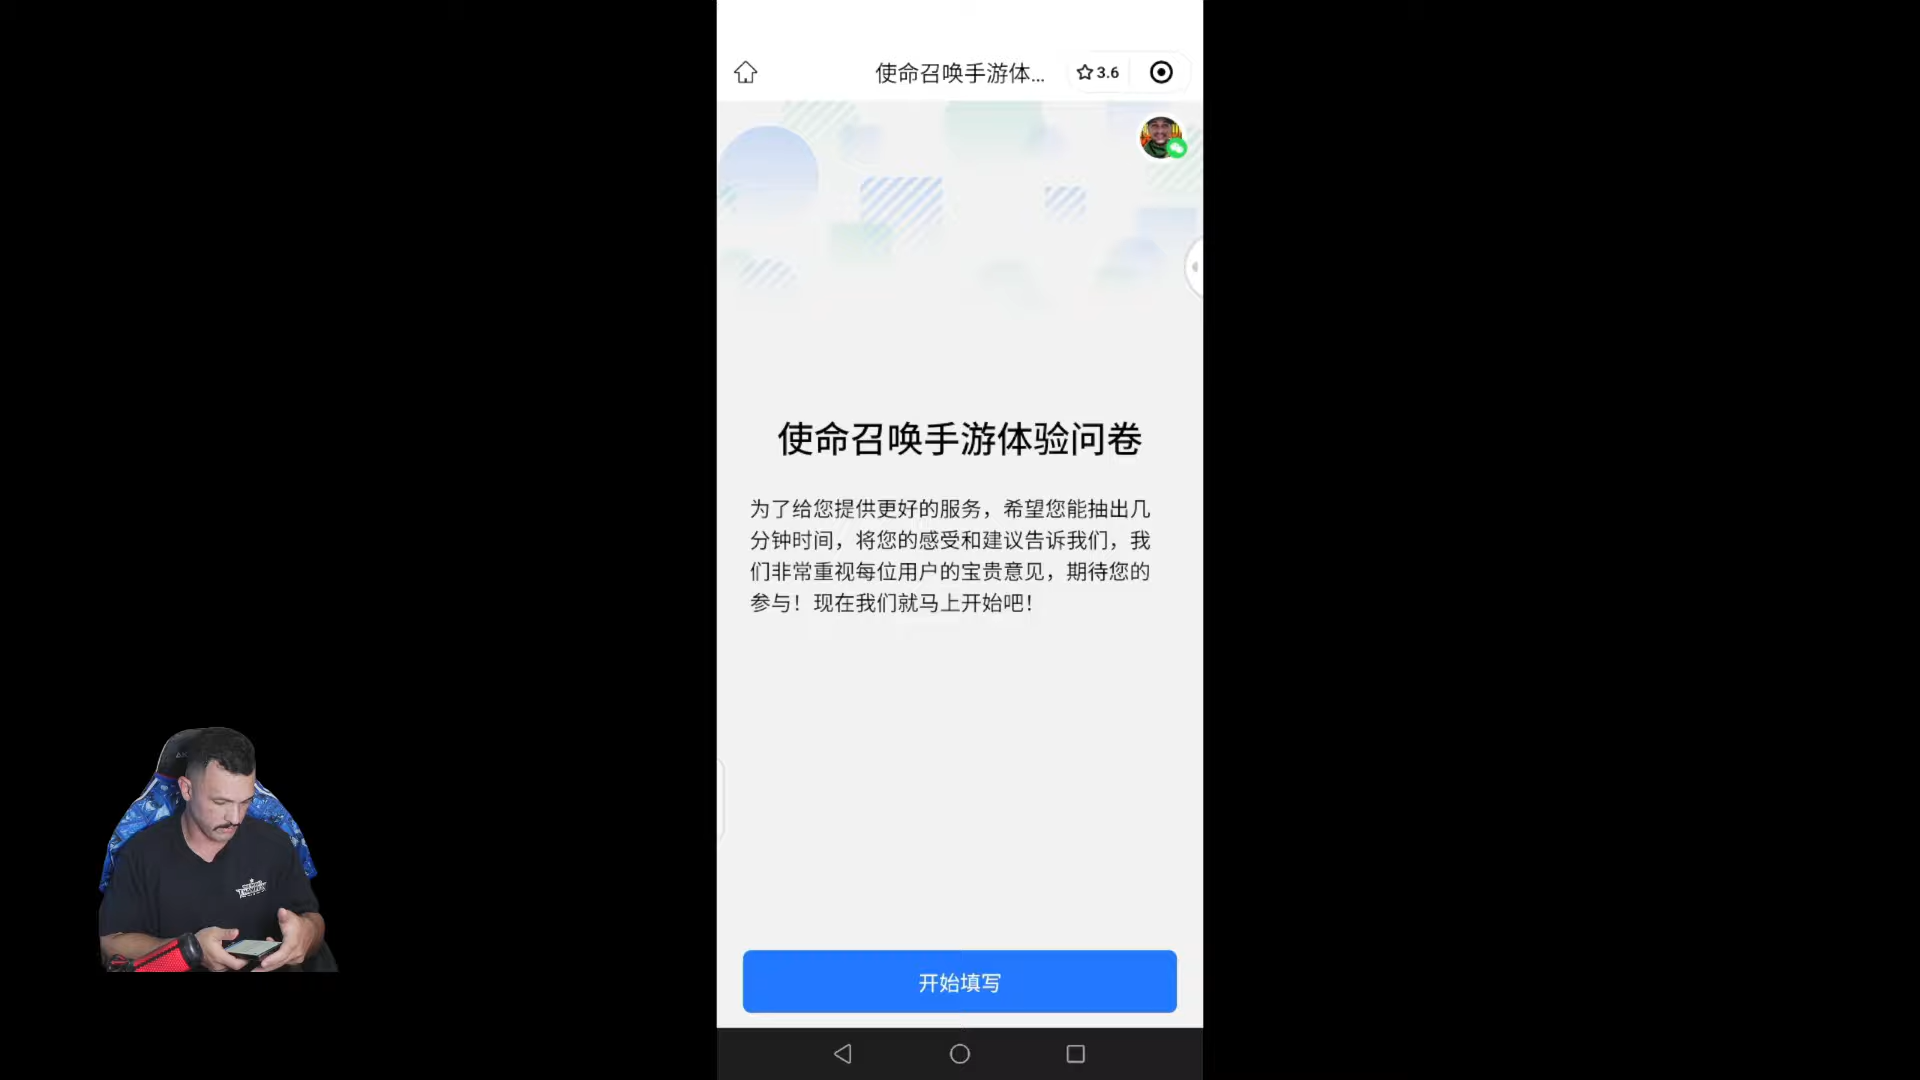 使命召唤手游体...
3.6
使命召唤手游体验问卷
为了给您提供更好的服务，希望您能抽出几
分钟时间，将您的感受和建议告诉我们，我
们非常重视每位用户的宝贵意见，期待您的
参与！现在我们就马上开始吧！
开始填写